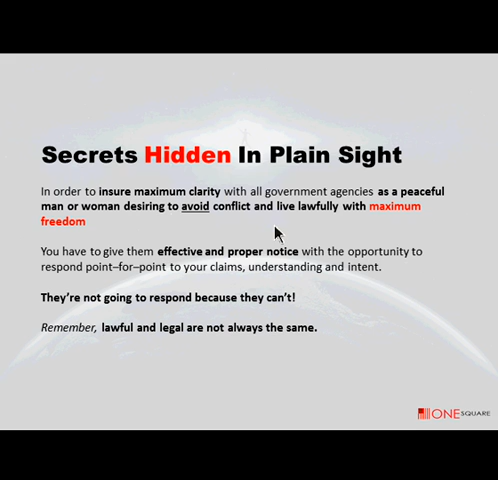 Secrets Hidden In Plain Sight
In order to insure maximum clarity with all government agencies as a peaceful
man or woman desiring to avoid conflict and live lawfully with maximum
freedom
You have to give them effective and proper notice with the opportunity to
respond point–for–point to your claims, understanding and intent.
They’re not going to respond because they can’t!
Remember, lawful and legal are not always the same.
ONE SQUARE